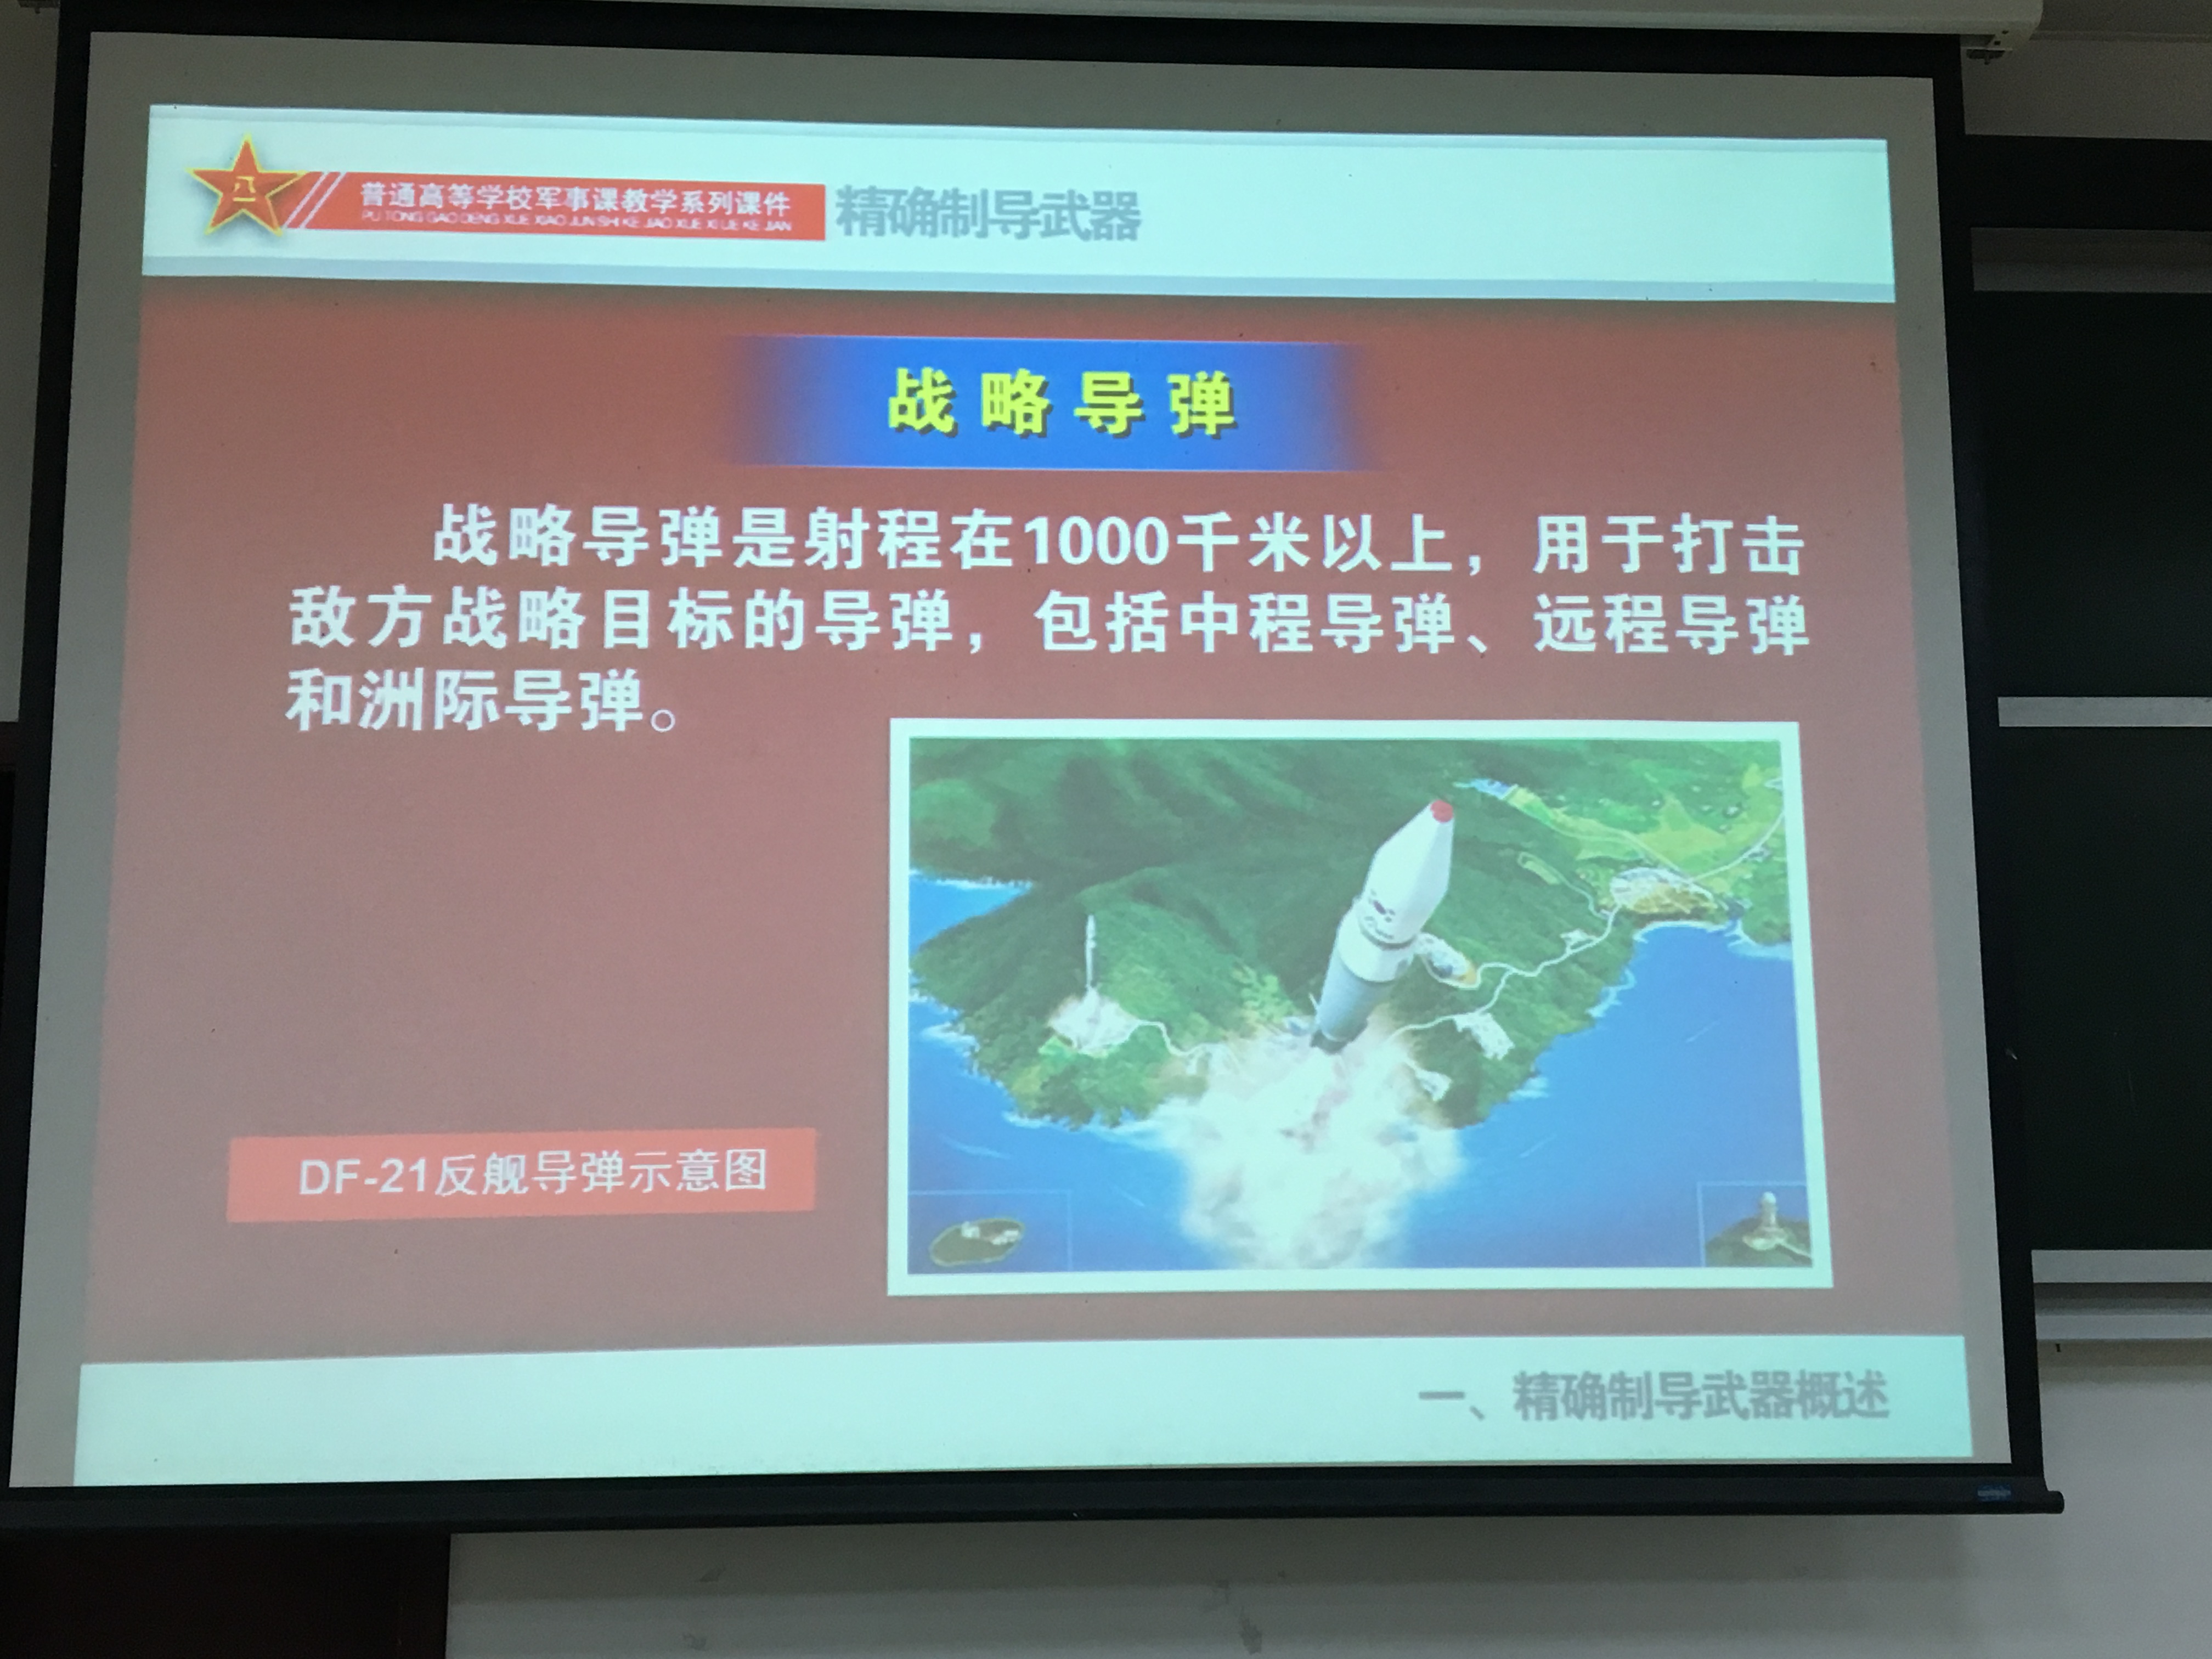 八一
普通高等学校军事课教学系列课件
PU TONG GAO DENG XUE XIAO JUN SHI KE JIAO XUE XI LIE KE JIAN
精确制导武器
战略导弹
战略导弹是射程在1000千米以上，用于打击
敌方战略目标的导弹，包括中程导弹、远程导弹
和洲际导弹。
DF-21反舰导弹示意图
一、精确制导武器概述